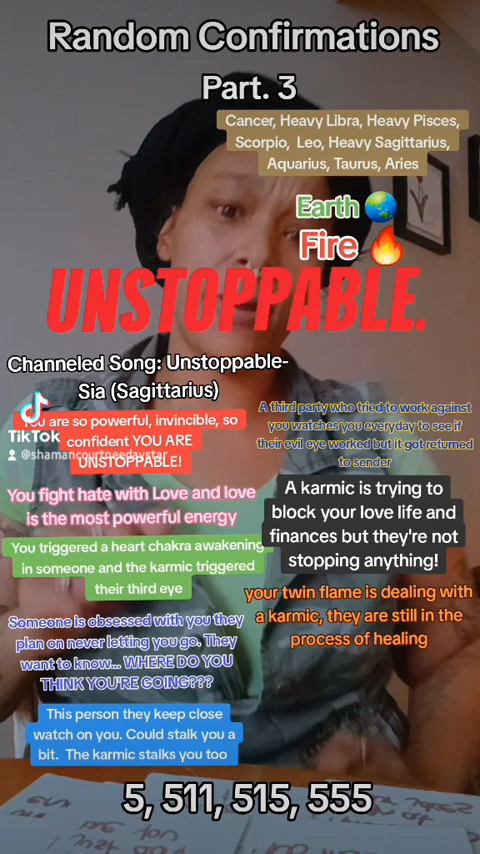 Random Confirmations
Part. 3
Cancer, Heavy Libra, Heavy Pisces,
Scorpio, Leo, Heavy Sagittarius,
Aquarius, Taurus, Aries
Earth
Fire
UNSTOPPABLE.
Channeled Song: Unstoppable-
Sia (Sagittarius)
You are so powerful, invincible, so
confident YOU ARE
UNSTOPPABLE!
TikTok
@shamancourtneedavstar
You fight hate with Love and love
is the most powerful energy
You triggered a heart chakra awakening
in someone and the karmic triggered
their third eye
Someone is obsessed with you they
plan on never letting you go. They
want to know... WHERE DO YOU
THINK YOU'RE GOING???
This person they keep close
watch on you. Could stalk you a
bit. The karmic stalks you too
A third party who tried to work against
you watches you everyday to see if
their evil eye worked but it got returned
to sender
A karmic is trying to
block your love life and
finances but they're not
stopping anything!
your twin flame is dealing with
a karmic, they are still in the
process of healing
5, 511, 515, 555